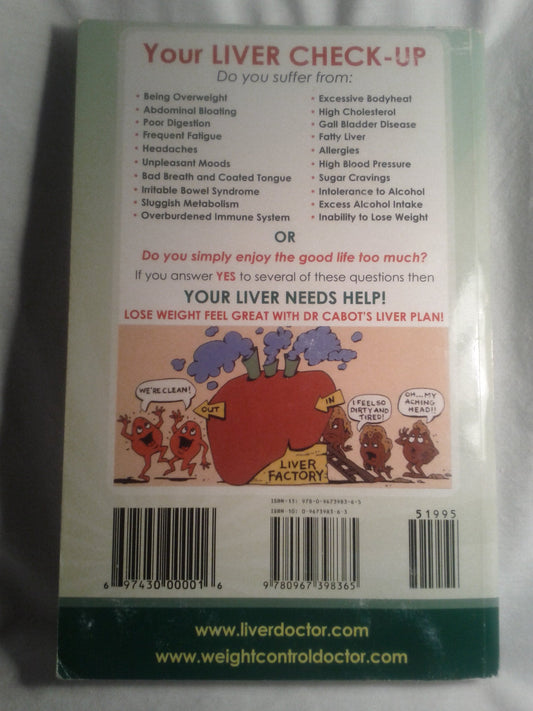 Your LIVER CHECK-UP
Do you suffer from:
• Being Overweight
• Abdominal Bloating
• Poor Digestion
• Frequent Fatigue
• Headaches
• Unpleasant Moods
• Bad Breath and Coated Tongue
• Irritable Bowel Syndrome
• Sluggish Metabolism
• Overburdened Immune System
• Excessive Bodyheat
• High Cholesterol
• Gall Bladder Disease
• Fatty Liver
• Allergies
• High Blood Pressure
• Sugar Cravings
• Intolerance to Alcohol
• Excess Alcohol Intake
• Inability to Lose Weight
OR
Do you simply enjoy the good life too much?
If you answer YES to several of these questions then
YOUR LIVER NEEDS HELP!
LOSE WEIGHT FEEL GREAT WITH DR CABOT'S LIVER PLAN!
WE'RE CLEAN!
OUT
IN
I FEEL SO
DIRTY AND
TIRED!
OH...MY
ACHING
HEAD!!
LIVER
FACTORY
ISBN-13: 978-0-9673983-6-5
ISBN-10: 0-9673983-6-3
51995
6 97430 00001 6
9 780967 398365
www.liverdoctor.com
www.weightcontroldoctor.com